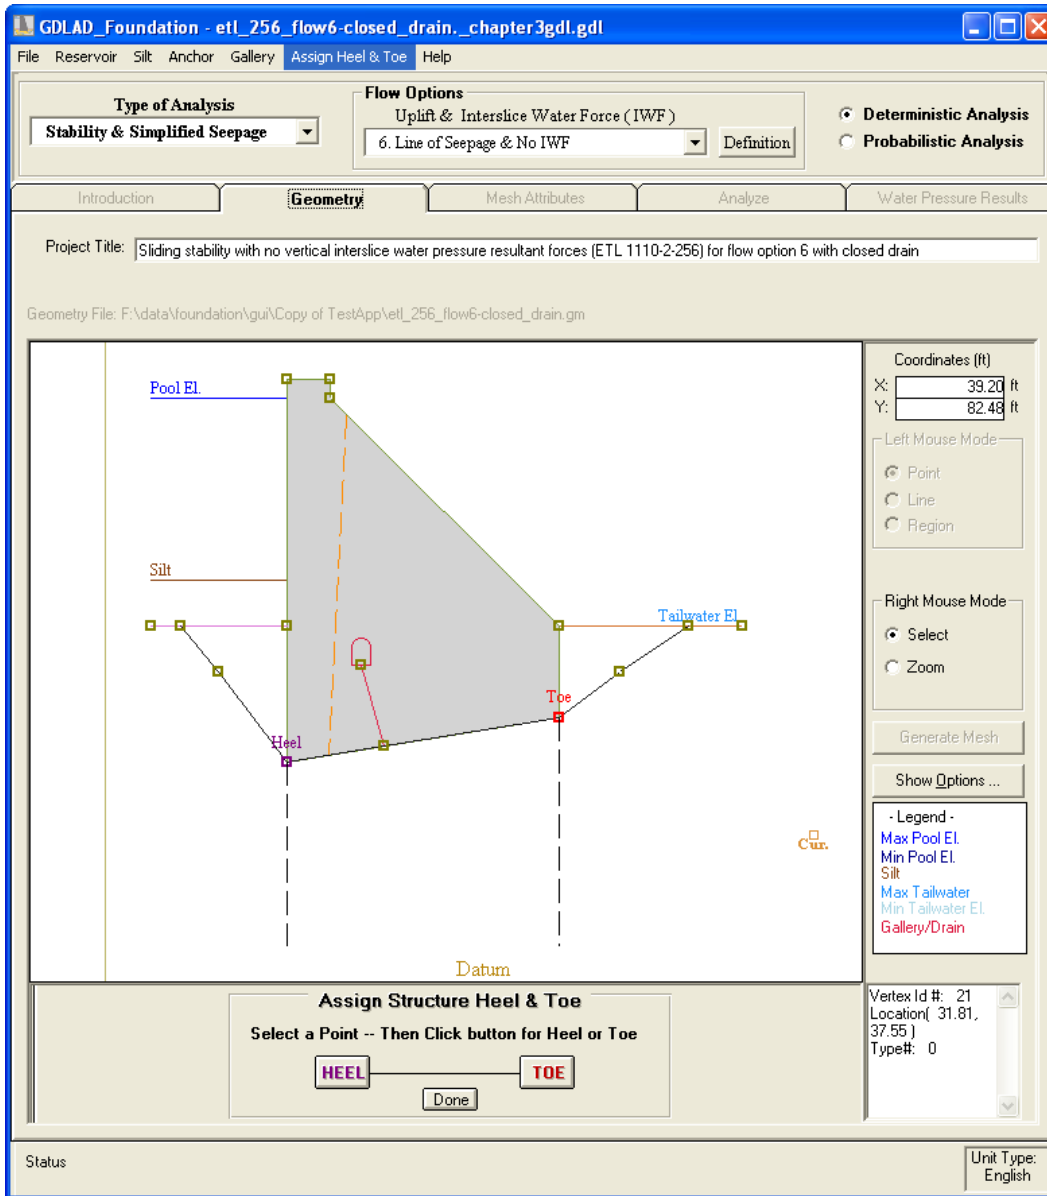 GDLAD_Foundation - etl_256_flow6-closed_drain._chapter3gdl.gdl
File Reservoir Silt Anchor Gallery Assign Heel & Toe Help
Type of Analysis
Stability & Simplified Seepage
Flow Options
Uplift & Interslice Water Force ( IWF )
6. Line of Seepage & No IWF
Definition
Deterministic Analysis
Probabilistic Analysis
Introduction Geometry Mesh Attributes Analyze Water Pressure Results
Project Title: Sliding stability with no vertical interslice water pressure resultant forces (ETL 1110-2-256) for flow option 6 with closed drain
Geometry File: F:\data\foundation\gui\Copy of TestApp\etl_256_flow6-closed_drain.gm
Pool El.
Silt
Tailwater El.
Toe
Heel
Cur.
Datum
Coordinates (ft)
X: 39.20 ft
Y: 82.48 ft
Left Mouse Mode
Point
Line
Region
Right Mouse Mode
Select
Zoom
Generate Mesh
Show Options ...
- Legend -
Max Pool El.
Min Pool El.
Silt
Max Tailwater
Min Tailwater El.
Gallery/Drain
Assign Structure Heel & Toe
Select a Point -- Then Click button for Heel or Toe
HEEL TOE
Done
Vertex Id #: 21
Location( 31.81,
37.55 )
Type#: 0
Status
Unit Type:
English